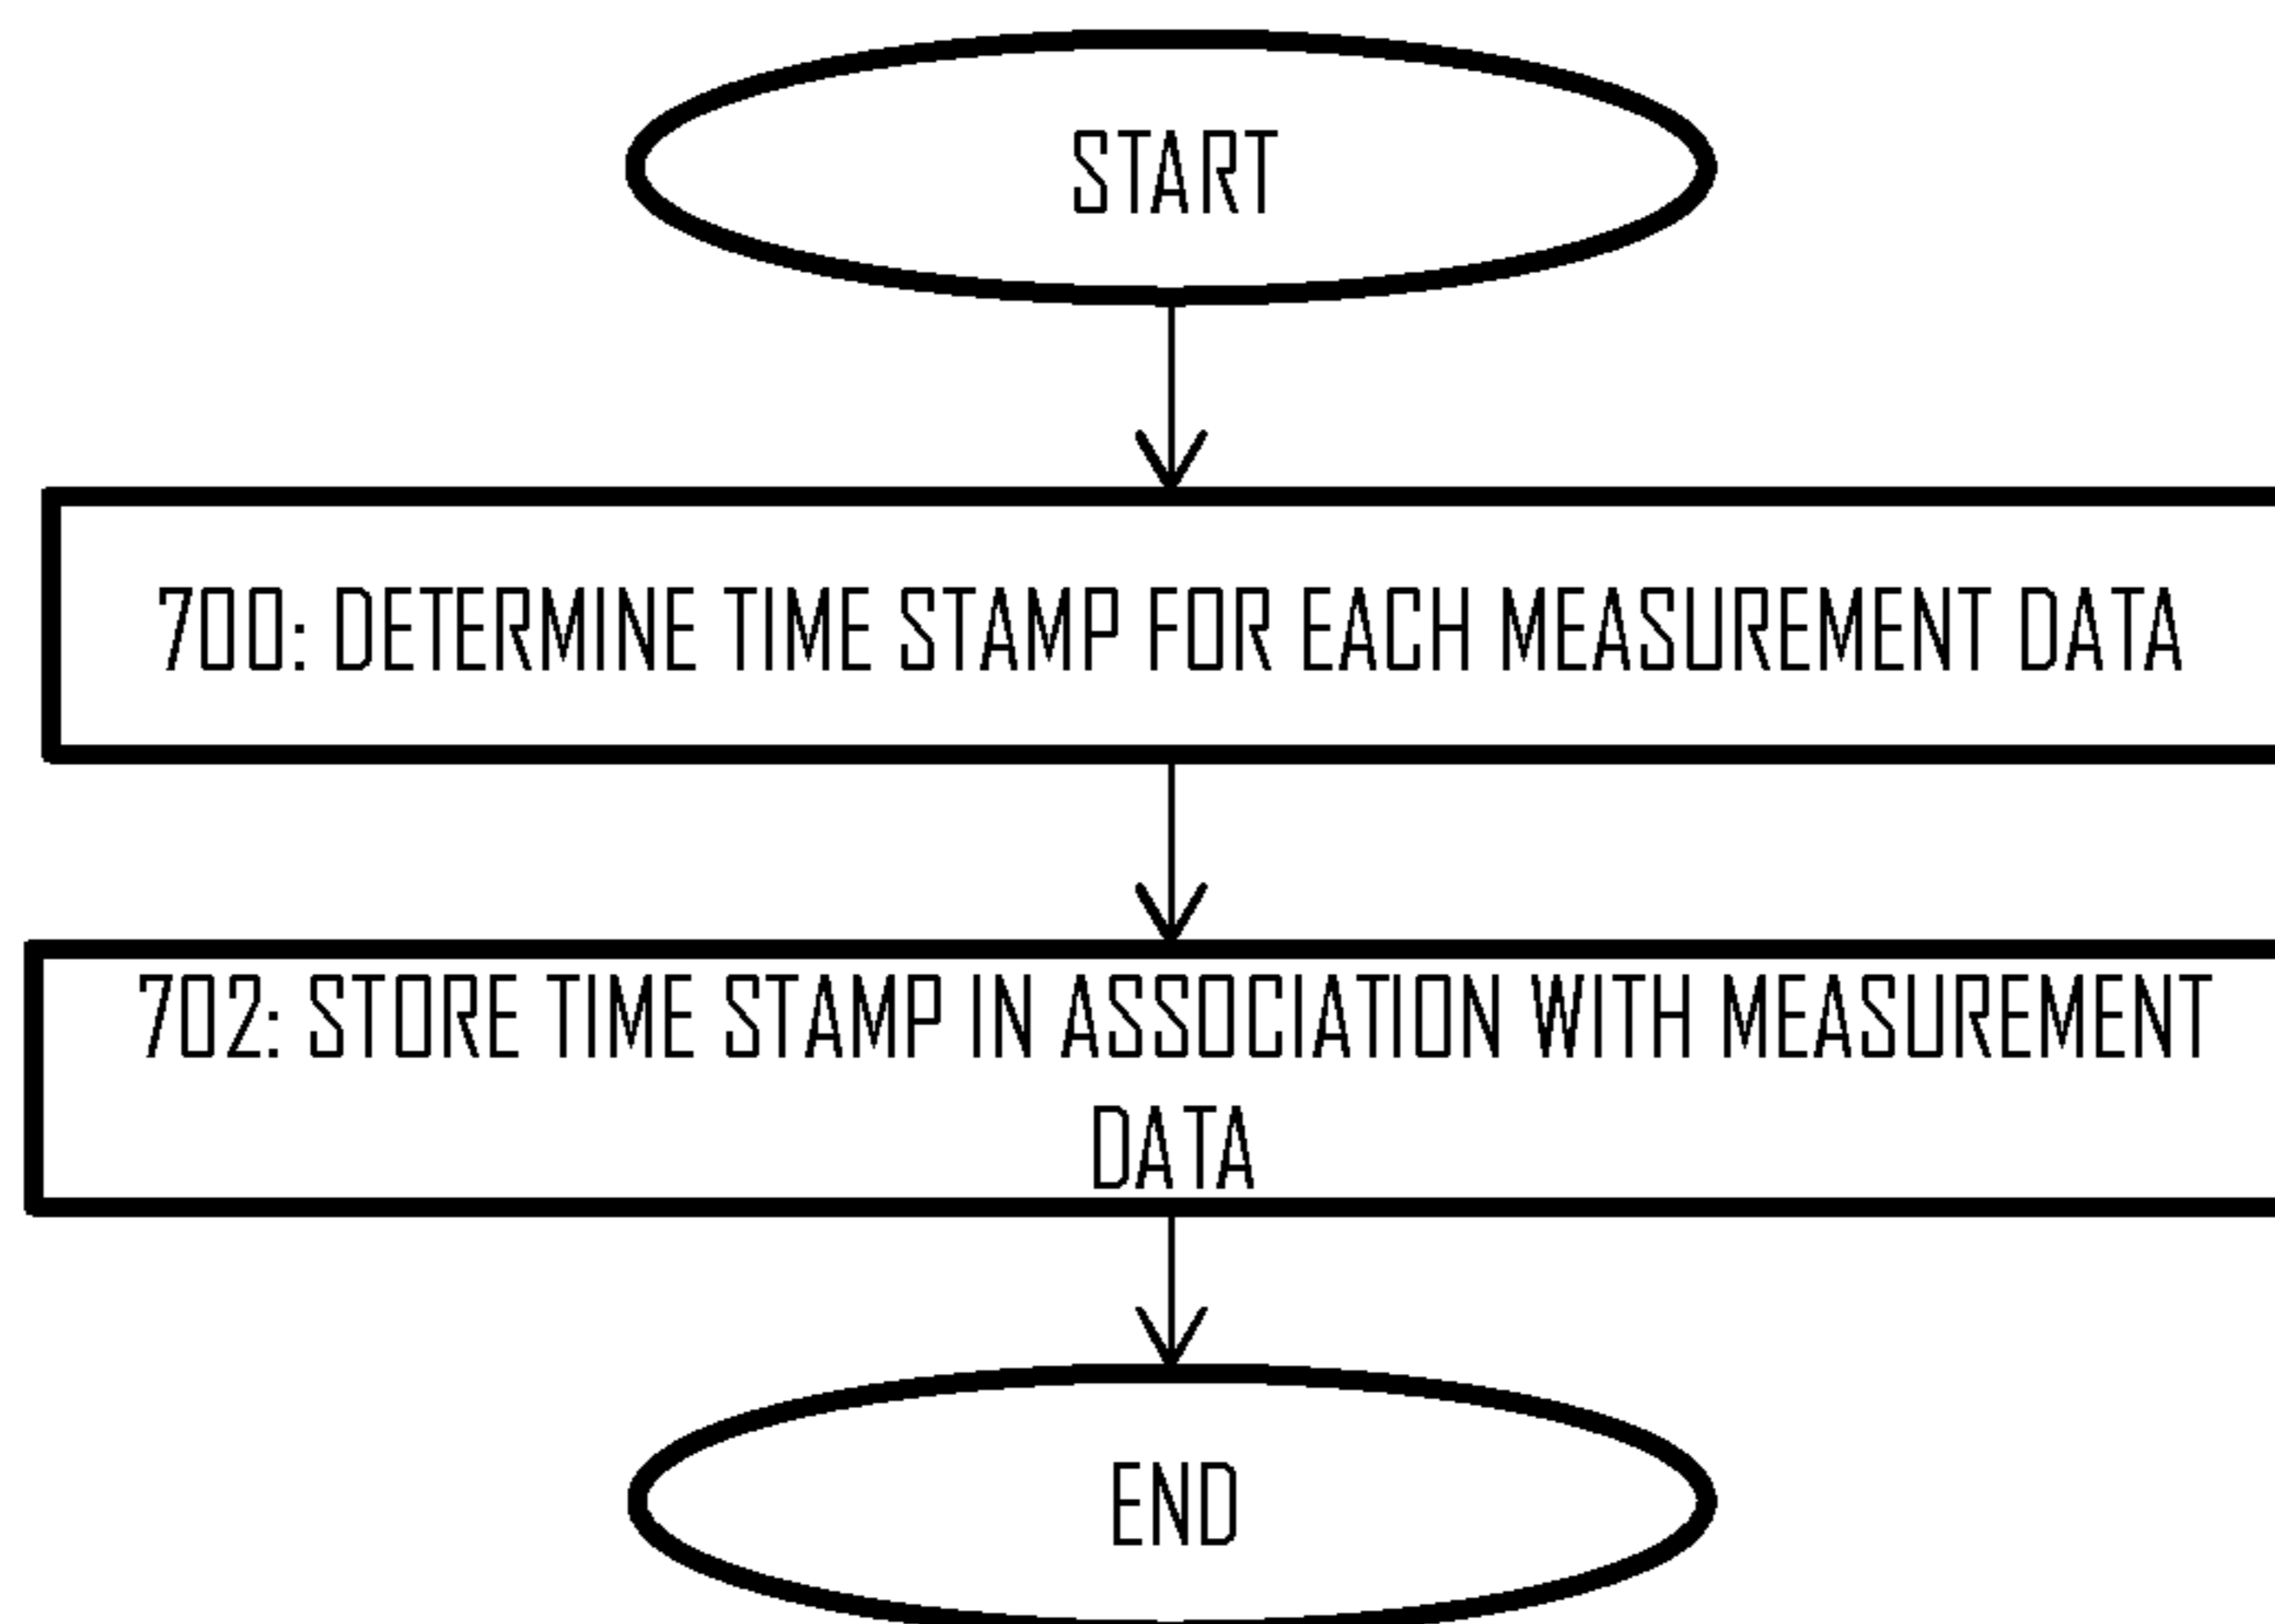 START
700: DETERMINE TIME STAMP FOR EACH MEASUREMENT DATA
702: STORE TIME STAMP IN ASSOCIATION WITH MEASUREMENT
DATA
END